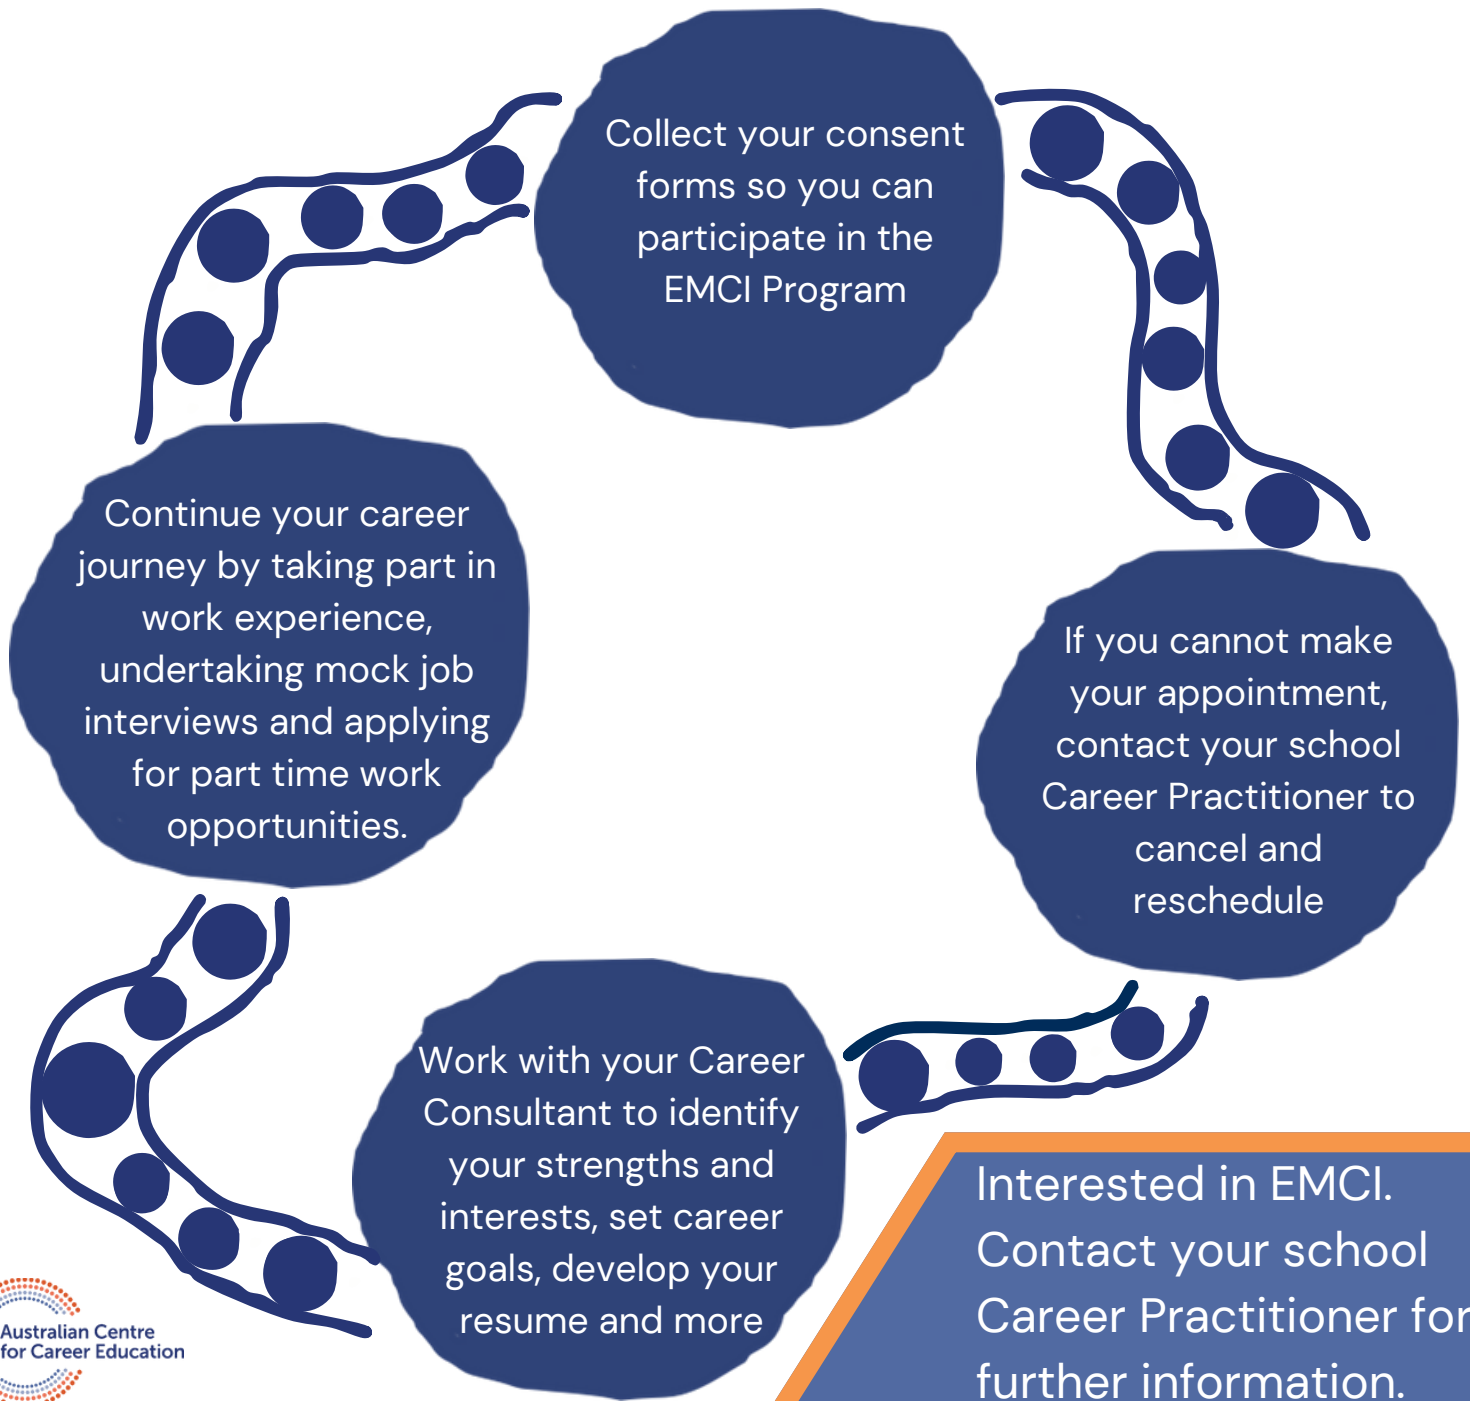 Collect your consent
forms so you can
participate in the
EMCI Program
If you cannot make
your appointment,
contact your school
Career Practitioner to
cancel and
reschedule
Work with your Career
Consultant to identify
your strengths and
interests, set career
goals, develop your
resume and more
Continue your career
journey by taking part in
work experience,
undertaking mock job
interviews and applying
for part time work
opportunities.
Interested in EMCI.
Contact your school
Career Practitioner for
further information.
Australian Centre
for Career Education